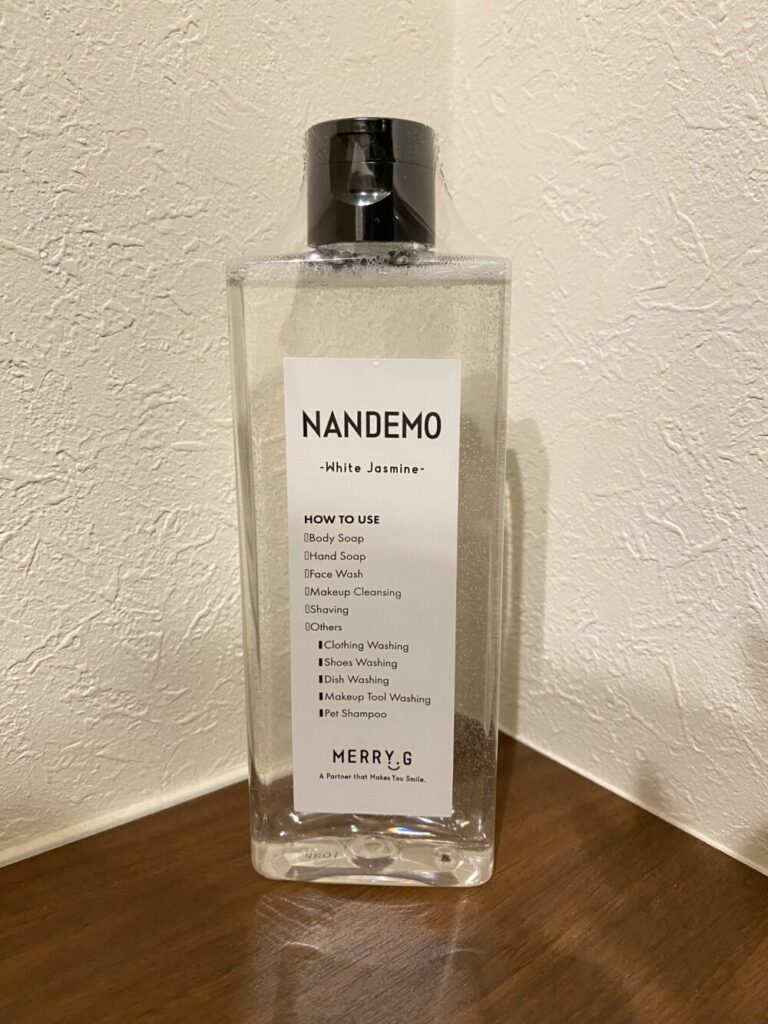 NANDEMO
-White Jasmine-
HOW TO USE
▯Body Soap
▯Hand Soap
▯Face Wash
▯Makeup Cleansing
▯Shaving
▯Others
▮Clothing Washing
▮Shoes Washing
▮Dish Washing
▮Makeup Tool Washing
▮Pet Shampoo
MERRY.G
A Partner that Makes You Smile.